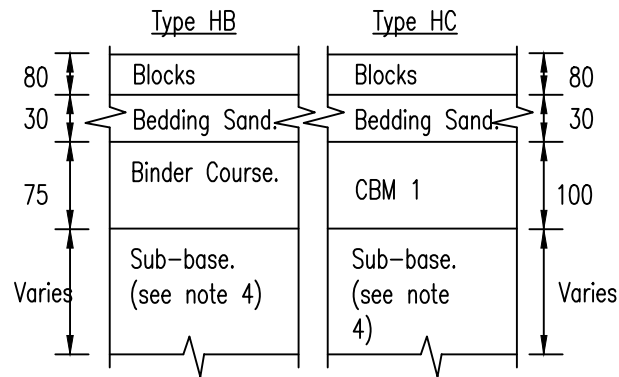 Type HB Type HC
80 Blocks Blocks 80
30 Bedding Sand. Bedding Sand. 30
75 Binder Course. CBM 1 100
Varies Sub-base. Sub-base. Varies
(see note 4) (see note
4)